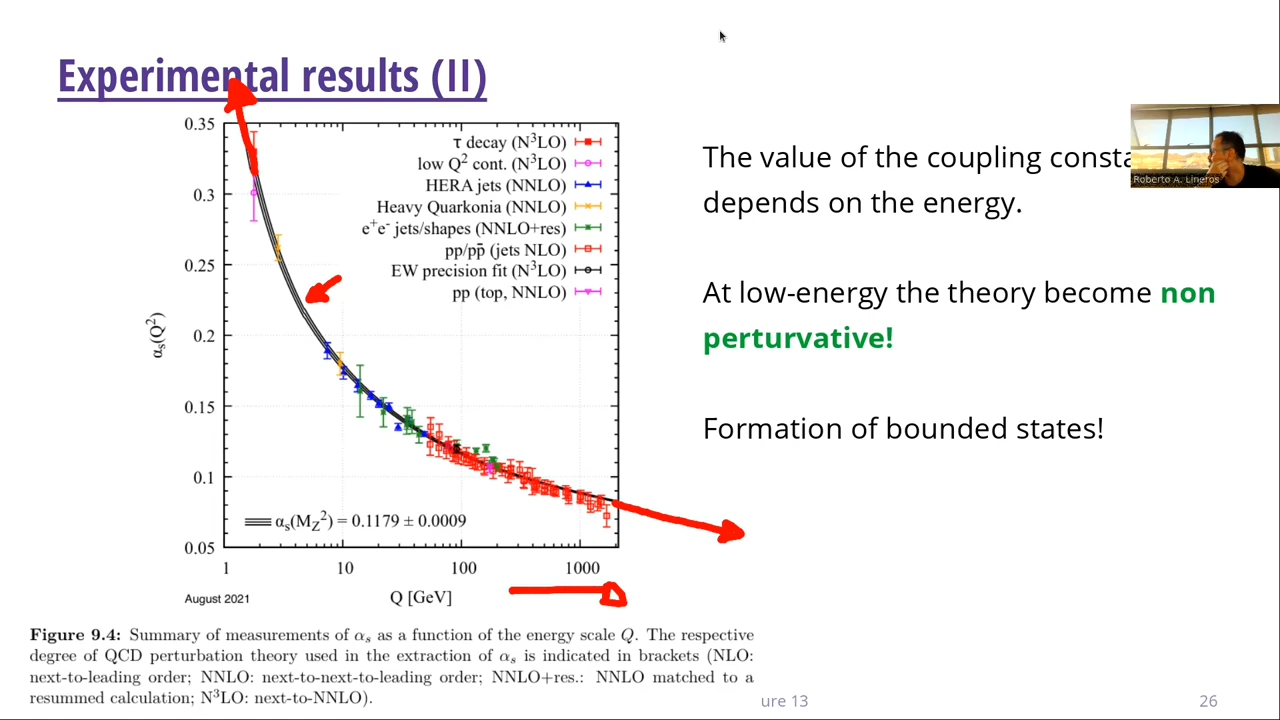 Experimental results (II)
0.35
0.3
0.25
0.2
0.15
0.1
0.05
αs(Q²)
τ decay (N³LO)
low Q² cont. (N³LO)
HERA jets (NNLO)
Heavy Quarkonia (NNLO)
e⁺e⁻ jets/shapes (NNLO+res)
pp/pp̄ (jets NLO)
EW precision fit (N³LO)
pp (top, NNLO)
αs(MZ²) = 0.1179 ± 0.0009
1 10 100 1000
August 2021
Q [GeV]
Figure 9.4: Summary of measurements of αs as a function of the energy scale Q. The respective
degree of QCD perturbation theory used in the extraction of αs is indicated in brackets (NLO:
next-to-leading order; NNLO: next-to-next-to-leading order; NNLO+res.: NNLO matched to a
resummed calculation; N³LO: next-to-NNLO).
The value of the coupling
depends on the energy.
At low-energy the theory become non
perturvative!
Formation of bounded states!
Roberto A. Lineros
ure 13
26